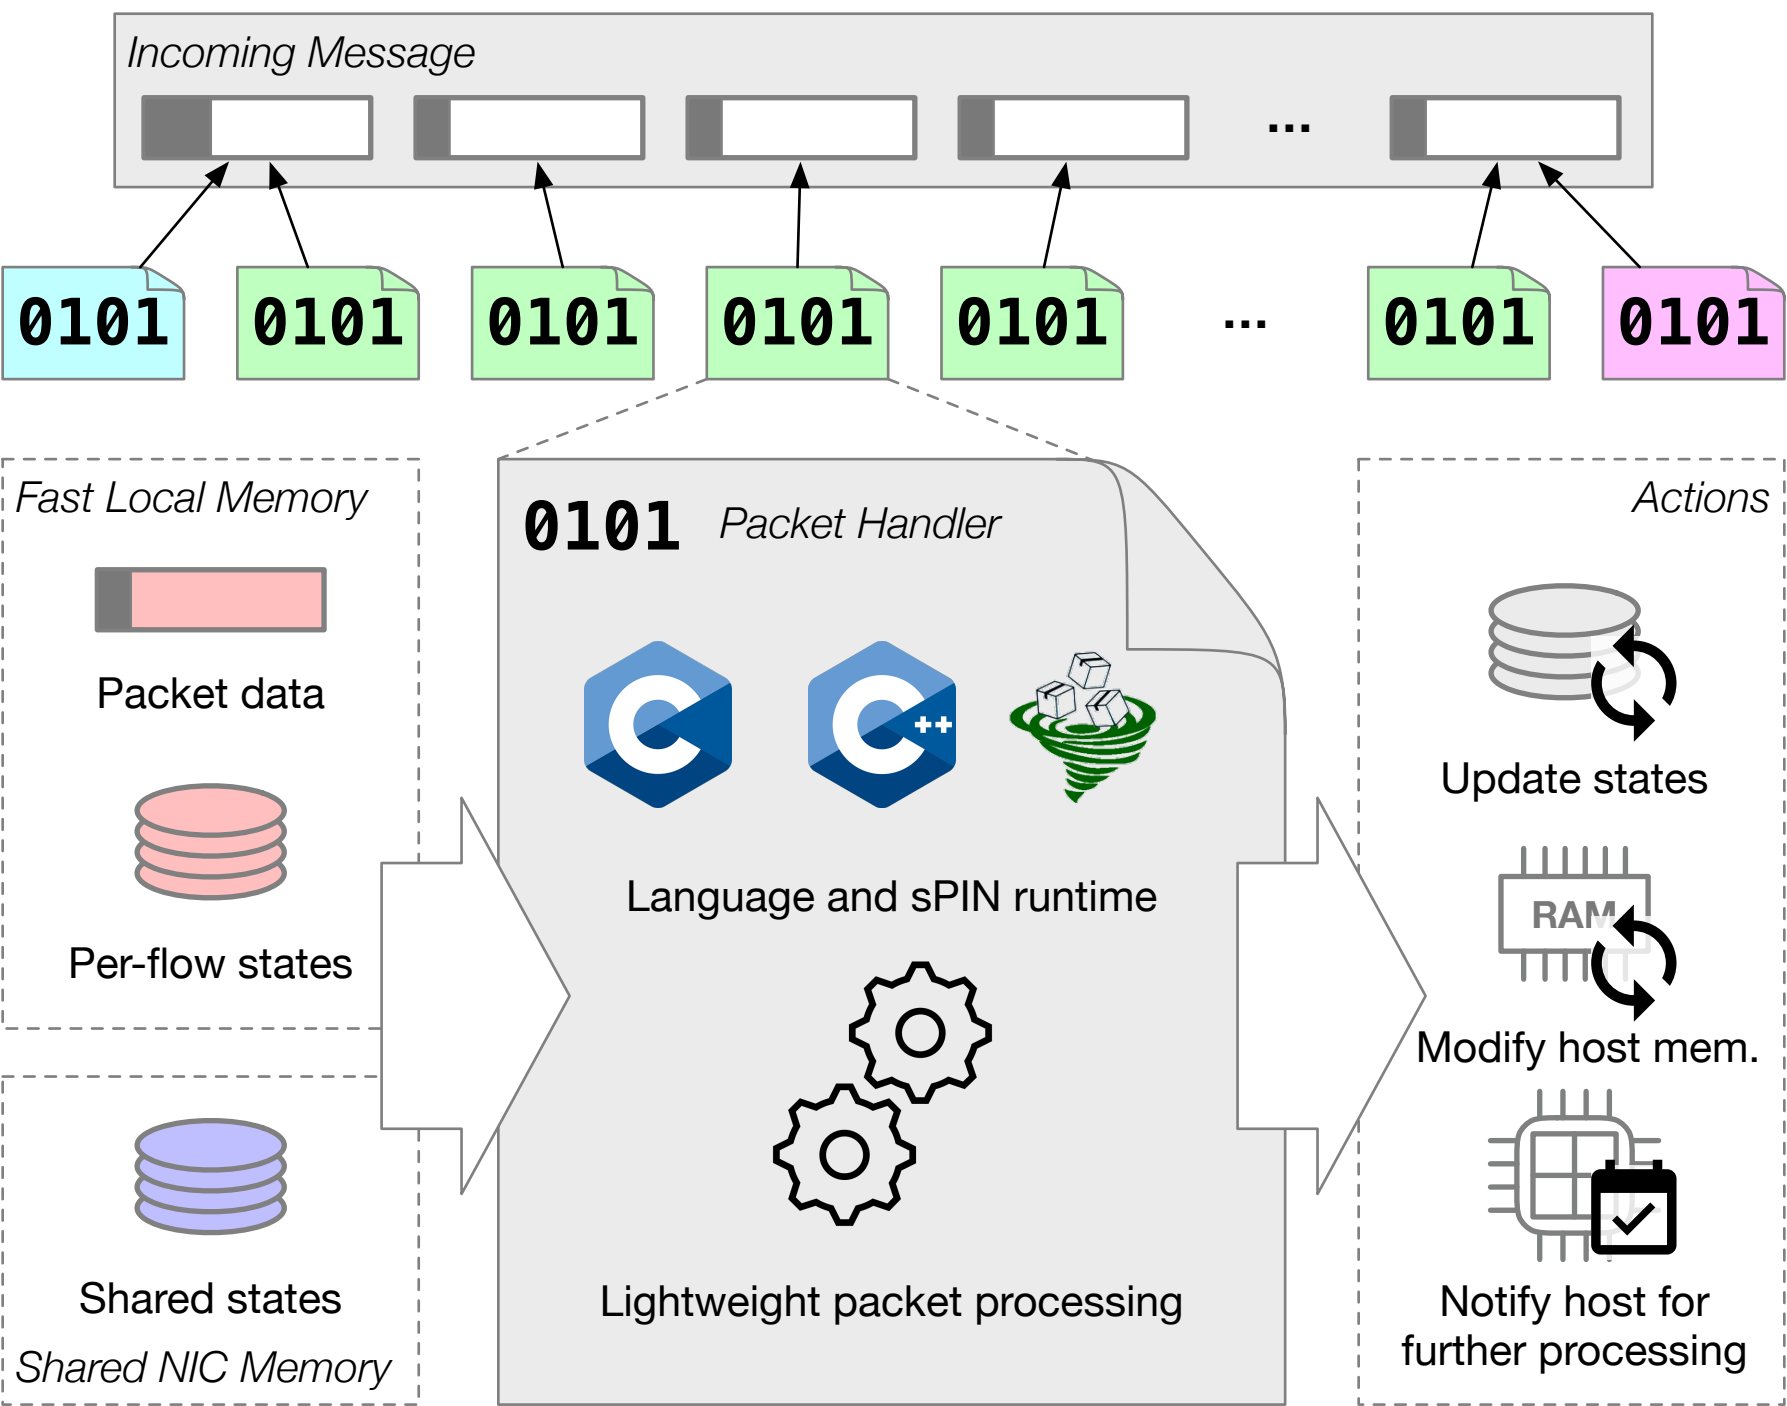 Incoming Message
...
0101 0101 0101 0101 0101 ... 0101 0101
Fast Local Memory
Packet data
Per-flow states
Shared states
Shared NIC Memory
0101 Packet Handler
C C++
Language and sPIN runtime
Lightweight packet processing
Actions
Update states
RAM
Modify host mem.
Notify host for
further processing